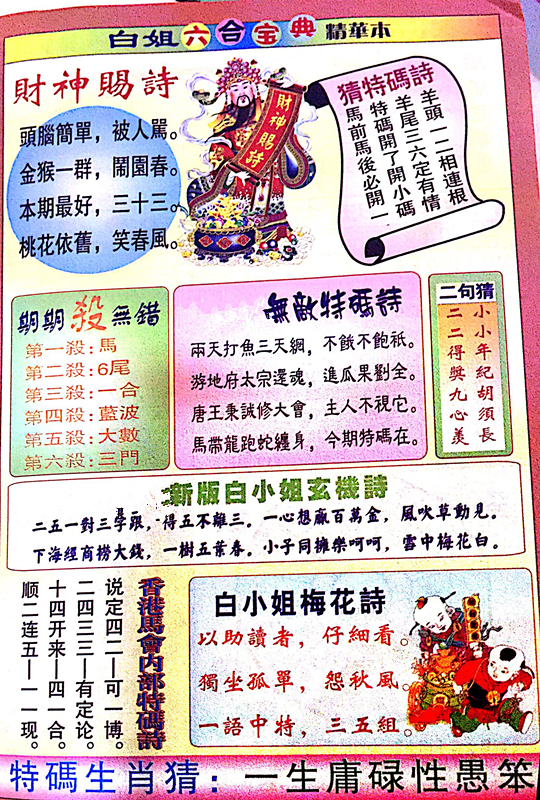 白姐六合宝典精華本
財神賜詩
頭腦簡單，被人罵。
金猴一群，鬧園春。
本期最好，三十三。
桃花依舊，笑春風。
財神賜詩
猜特碼詩
羊頭一二相連根
羊尾三六定有情
特碼開了開小碼
馬前馬後必開一
期期殺無錯
第一殺：馬
第二殺：6尾
第三殺：一合
第四殺：藍波
第五殺：大數
第六殺：三門
無敵特碼詩
兩天打魚三天網，不餓不飽祇。
游地府太宗還魂，進瓜果劉全。
唐王秉誠修大會，主人不視它。
馬帶龍跑蛇纏身，今期特碼在。
二句猜
小小年紀胡須長
二二得獎九心羨
新版白小姐玄機詩
二五一對三字跟，得五不離三。一心想贏百萬金，風吹草動見。
下海經商撈大錢，一樹五葉春。小子同擁樂呵呵，雪中梅花白。
香港馬會内部特碼詩
说定四二一可一博。
二四三三一有定论。
十四开来一四一合。
顺二连五一一一现。
白小姐梅花詩
以助讀者，仔細看。
獨坐孤單，怨秋風。
一語中特，三五組。
特碼生肖猜：一生庸碌性愚笨